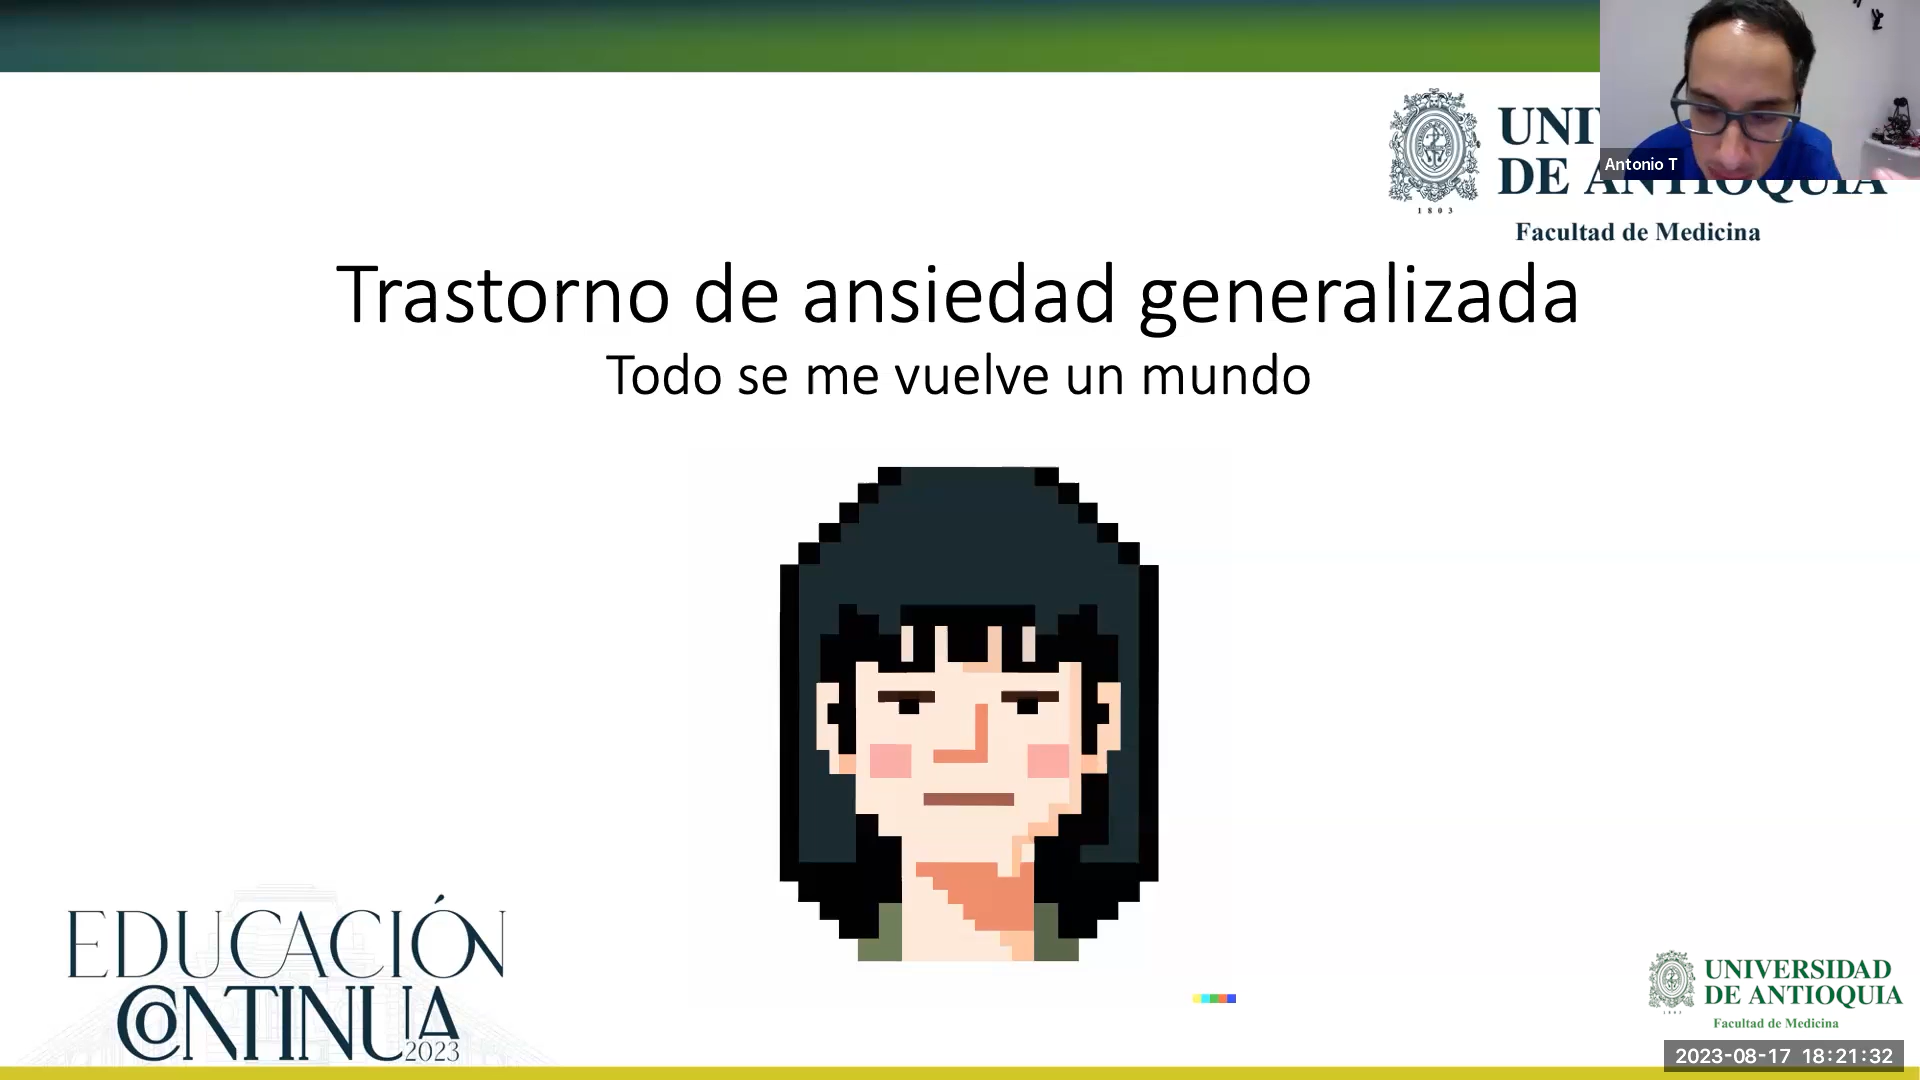 Antonio T
1803
DE ANTIOQUIA
Facultad de Medicina
Trastorno de ansiedad generalizada
Todo se me vuelve un mundo
EDUCACIÓN
CONTINUA
2023
UNIVERSIDAD
DE ANTIOQUIA
Facultad de Medicina
2023-08-17 18:21:32